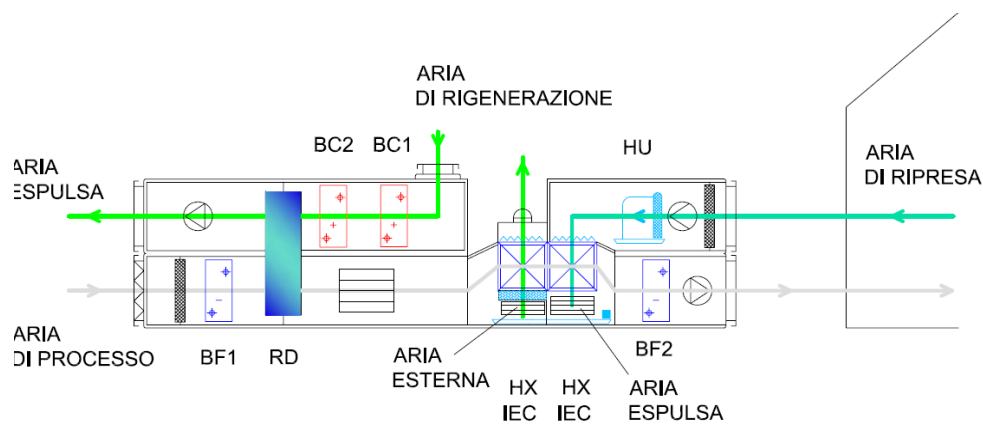 ARIA
DI RIGENERAZIONE
BC2
BC1
HU
ARIA
ESPULSA
ARIA
DI RIPRESA
ARIA
DI PROCESSO
BF1
RD
ARIA
ESTERNA
HX
IEC
HX
IEC
ARIA
ESPULSA
BF2